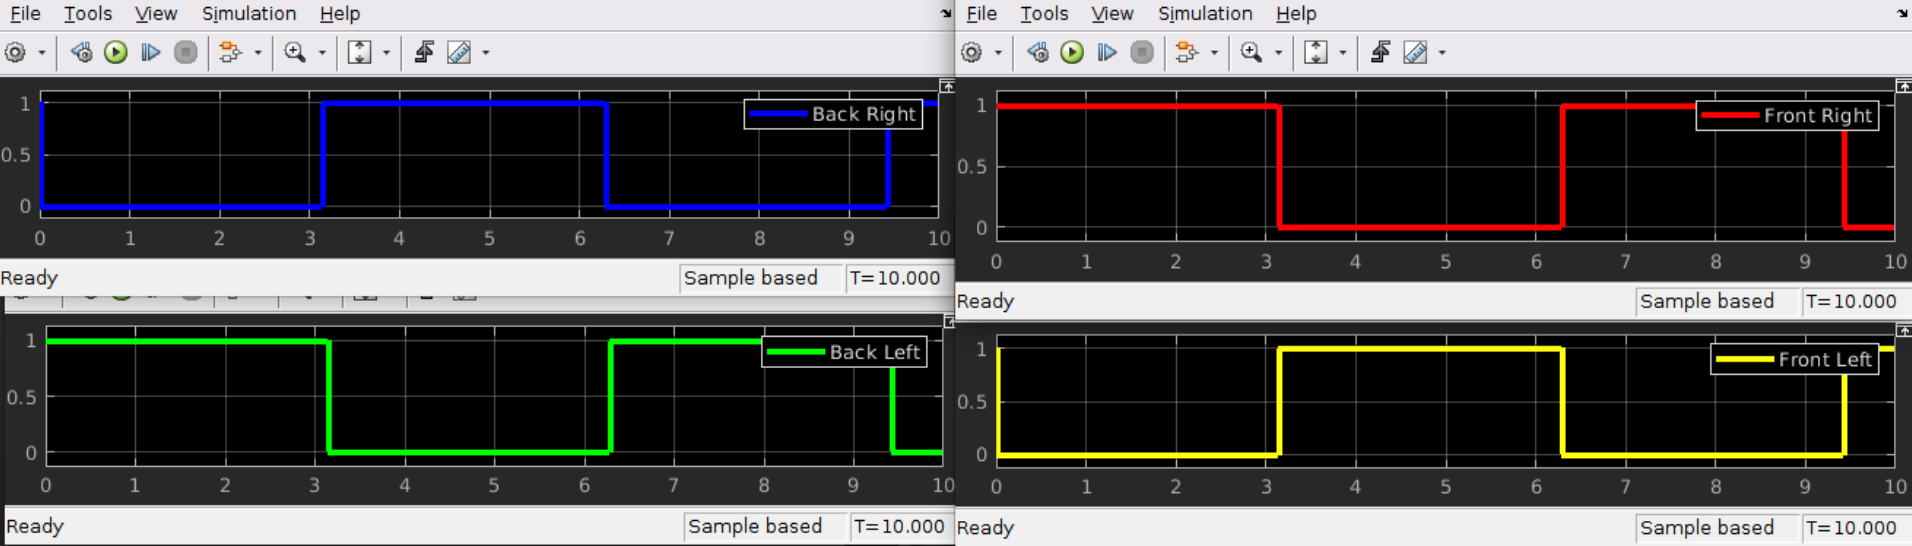 File Tools View Simulation Help
1
Back Right
0.5
0
0 1 2 3 4 5 6 7 8 9 10
Ready Sample based T=10.000
1
Back Left
0.5
0
0 1 2 3 4 5 6 7 8 9 10
Ready Sample based T=10.000
File Tools View Simulation Help
1
Front Right
0.5
0
0 1 2 3 4 5 6 7 8 9 10
Ready Sample based T=10.000
1
Front Left
0.5
0
0 1 2 3 4 5 6 7 8 9 10
Ready Sample based T=10.000